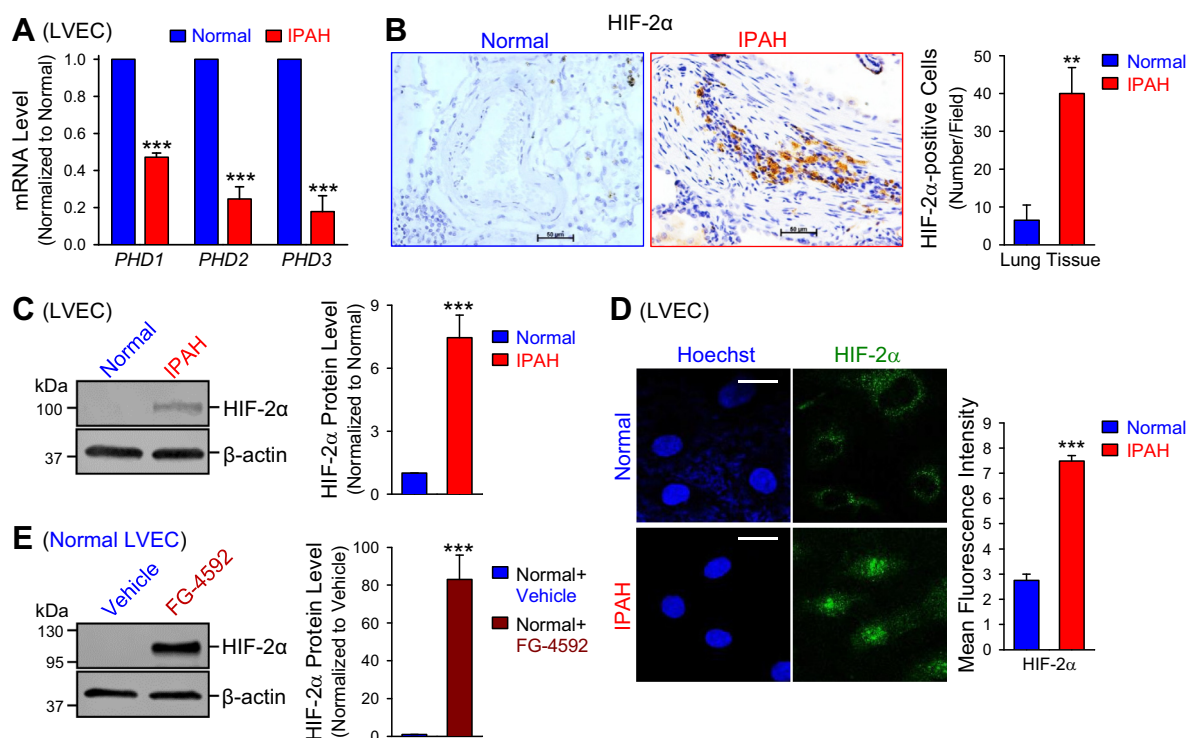 A (LVEC)
Normal IPAH
mRNA Level
(Normalized to Normal)
1.0
0.8
0.6
0.4
0.2
0.0
***
***
***
PHD1 PHD2 PHD3
B
HIF-2α
Normal IPAH
50 μm
50 μm
HIF-2α-positive Cells
(Number/Field)
50
40
30
20
10
0
**
Normal
IPAH
Lung Tissue
C (LVEC)
Normal IPAH
kDa
100
HIF-2α
37
β-actin
HIF-2α Protein Level
(Normalized to Normal)
9
6
3
0
***
Normal
IPAH
D (LVEC)
Hoechst HIF-2α
Normal
IPAH
Mean Fluorescence Intensity
9
8
7
6
5
4
3
2
1
0
***
Normal
IPAH
HIF-2α
E (Normal LVEC)
Vehicle FG-4592
kDa
130
HIF-2α
95
β-actin
37
HIF-2α Protein Level
(Normalized to Vehicle)
100
80
60
40
20
0
***
Normal+
Vehicle
Normal+
FG-4592